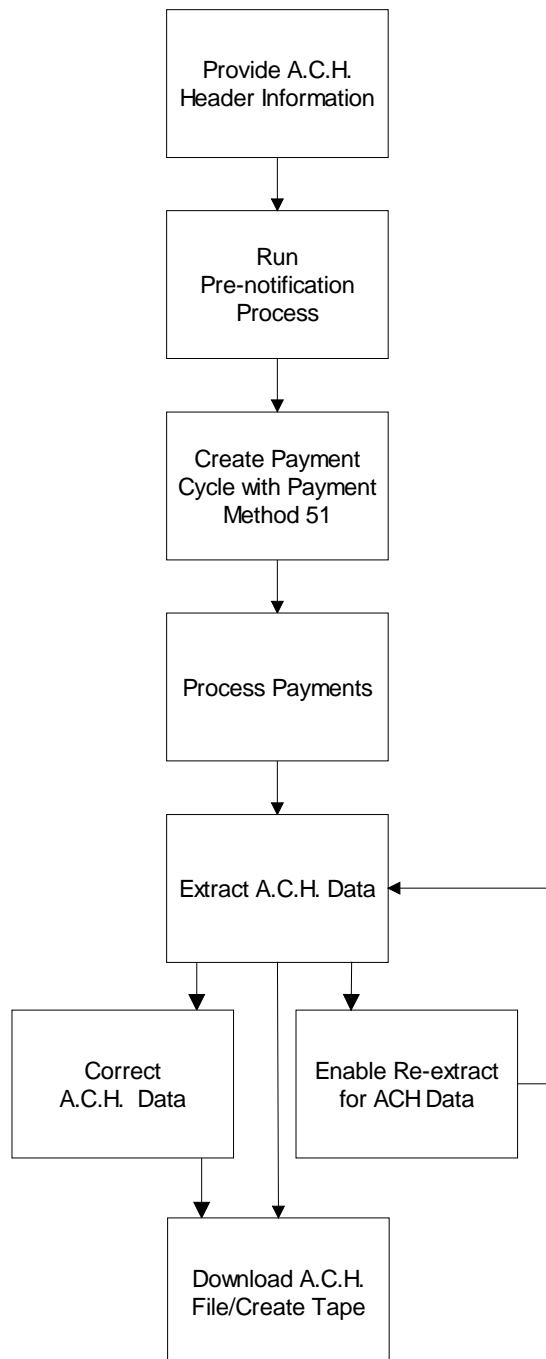 Provide A.C.H.
Header Information
Run
Pre-notification
Process
Create Payment
Cycle with Payment
Method 51
Process Payments
Extract A.C.H. Data
Correct
A.C.H. Data
Enable Re-extract
for ACH Data
Download A.C.H.
File/Create Tape